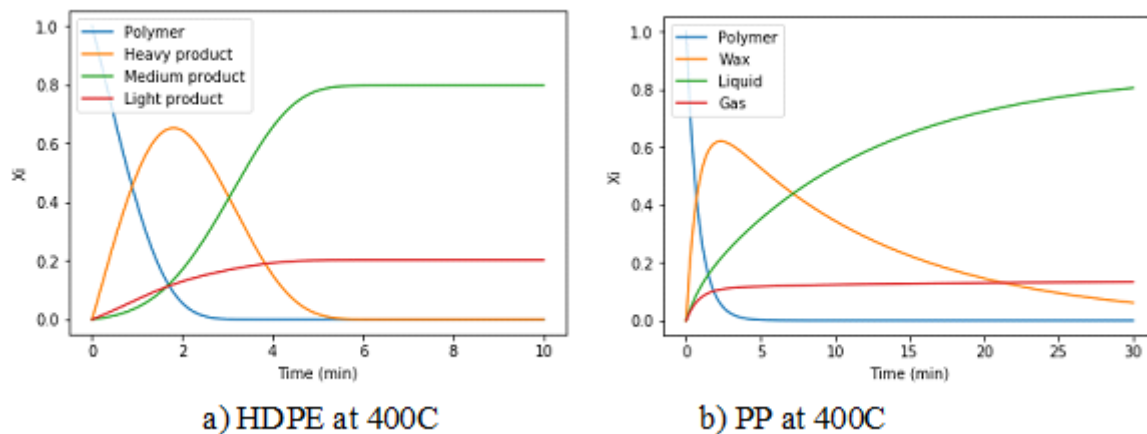 1.0
0.8
0.6
0.4
0.2
0.0
Xi
Polymer
Heavy product
Medium product
Light product
0 2 4 6 8 10
Time (min)
a) HDPE at 400C
1.0
0.8
0.6
0.4
0.2
0.0
Xi
Polymer
Wax
Liquid
Gas
0 5 10 15 20 25 30
Time (min)
b) PP at 400C